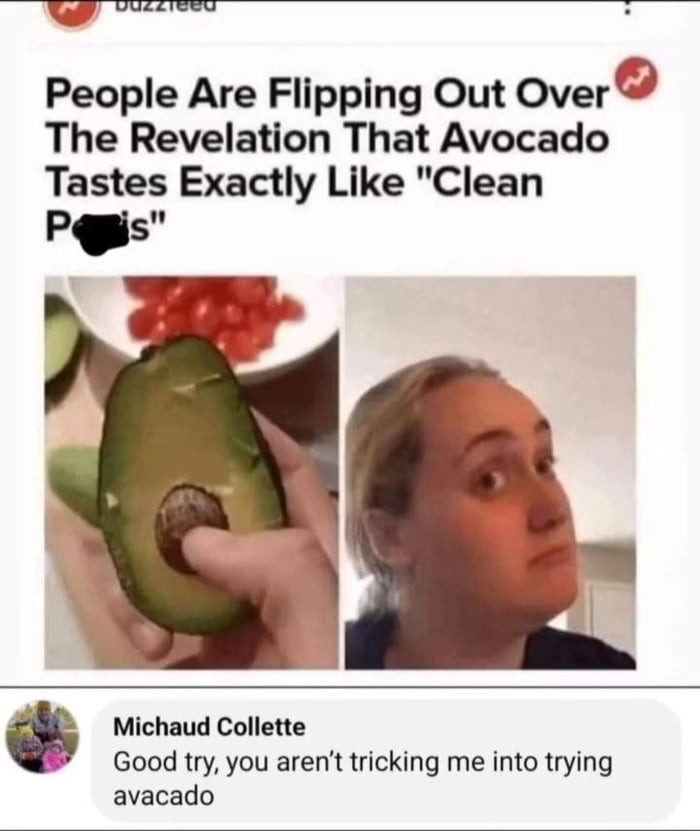 buzzfeed
People Are Flipping Out Over
The Revelation That Avocado
Tastes Exactly Like "Clean
P is"
Michaud Collette
Good try, you aren't tricking me into trying
avacado